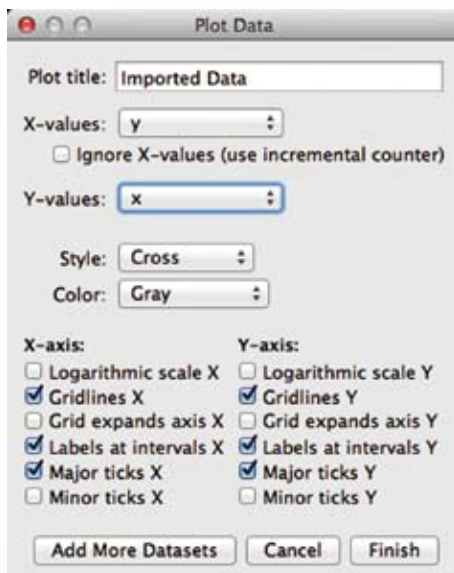 Plot Data
Plot title: Imported Data
X-values: y
Ignore X-values (use incremental counter)
Y-values: x
Style: Cross
Color: Gray
X-axis: Y-axis:
Logarithmic scale X Logarithmic scale Y
Gridlines X Gridlines Y
Grid expands axis X Grid expands axis Y
Labels at intervals X Labels at intervals Y
Major ticks X Major ticks Y
Minor ticks X Minor ticks Y
Add More Datasets Cancel Finish